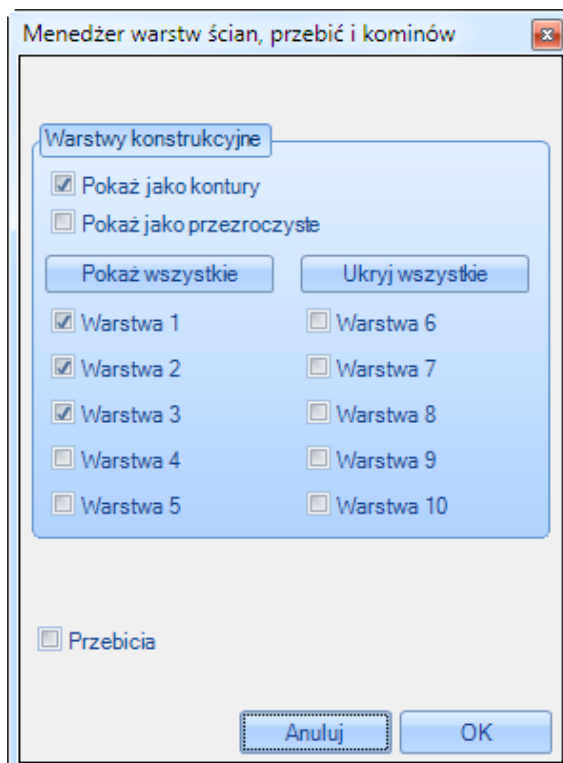 Menedżer warstw ścian, przebić i kominów
Warstwy konstrukcyjne
Pokaż jako kontury
Pokaż jako przezroczyste
Pokaż wszystkie Ukryj wszystkie
Warstwa 1 Warstwa 6
Warstwa 2 Warstwa 7
Warstwa 3 Warstwa 8
Warstwa 4 Warstwa 9
Warstwa 5 Warstwa 10
Przebicia
Anuluj OK